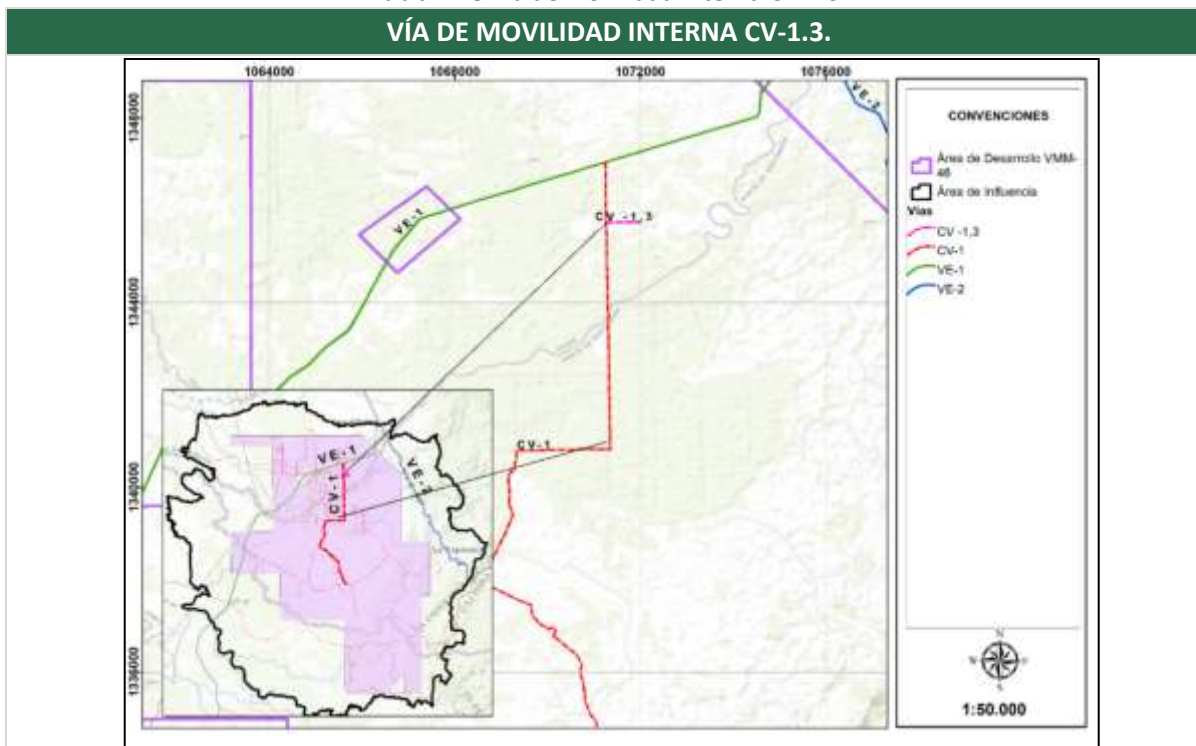 VÍA DE MOVILIDAD INTERNA CV-1.3.
1064000
1068000
1072000
1076000
1348000
1344000
1340000
1336000
VE-1
VE-2
CV -1,3
CV-1
VE-1
VE-2
CV-1
CONVENCIONES
Área de Desarrollo VMM-
46
Área de Influencia
Vías
CV -1,3
CV-1
VE-1
VE-2
N
S
1:50.000